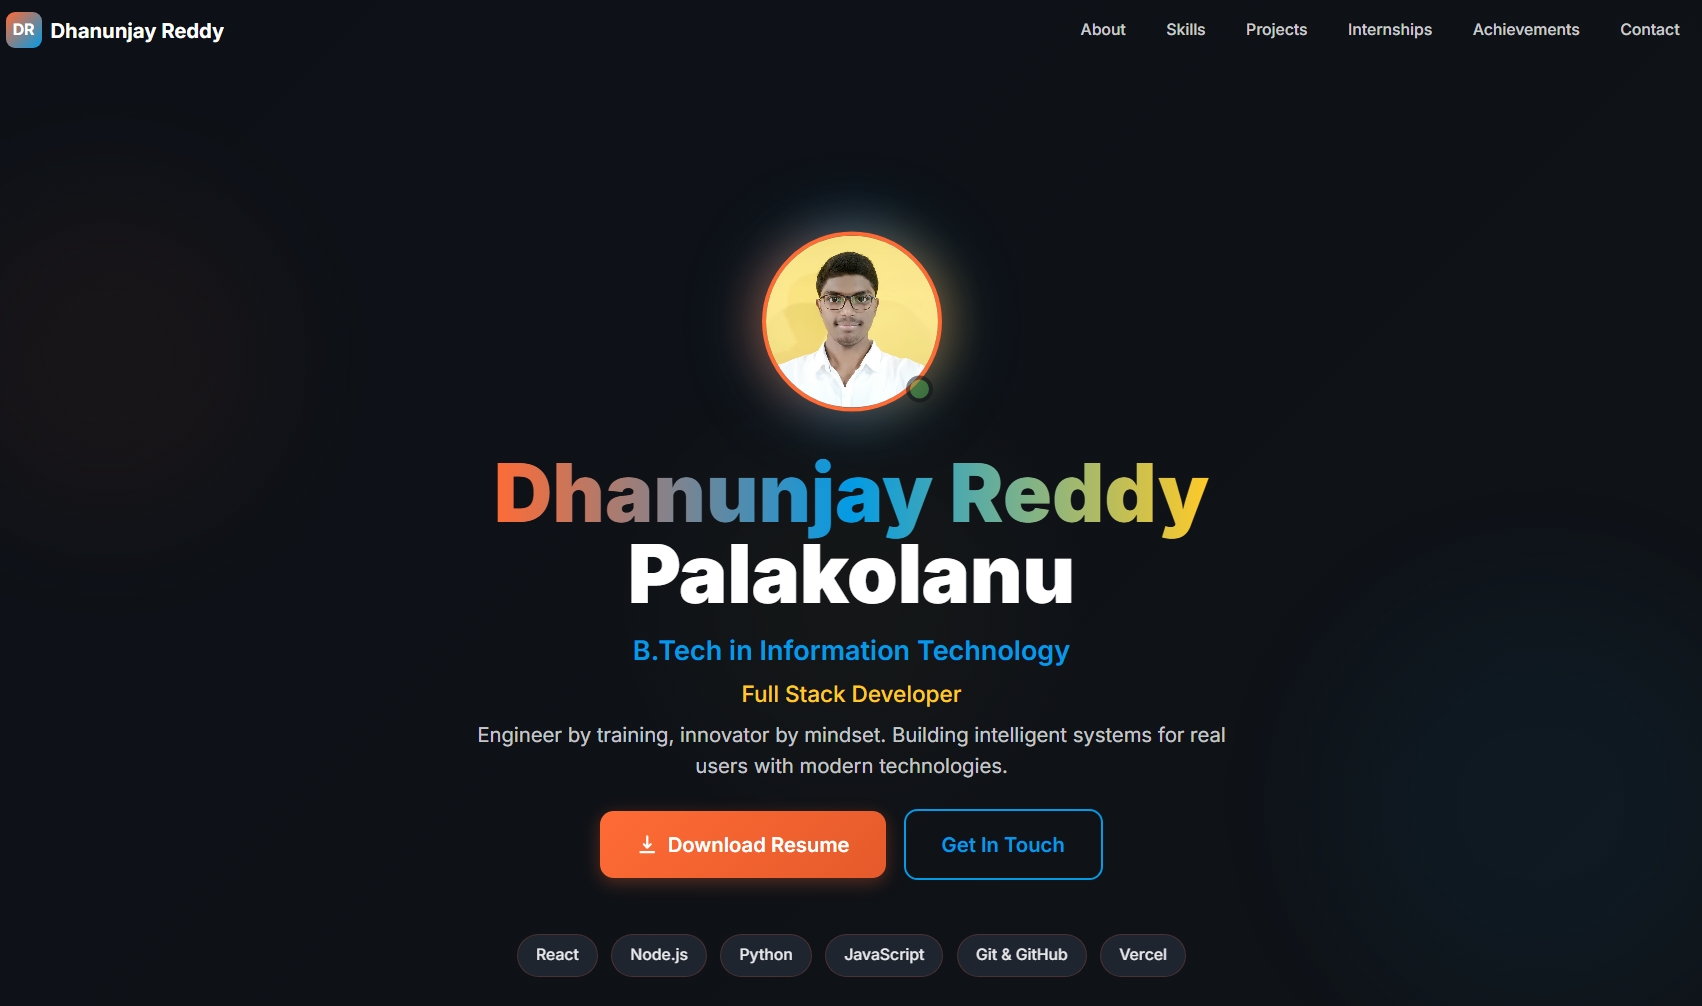 DR Dhanunjay Reddy
About Skills Projects Internships Achievements Contact
Dhanunjay Reddy
Palakolanu
B.Tech in Information Technology
Full Stack Developer
Engineer by training, innovator by mindset. Building intelligent systems for real
users with modern technologies.
Download Resume Get In Touch
React Node.js Python JavaScript Git & GitHub Vercel